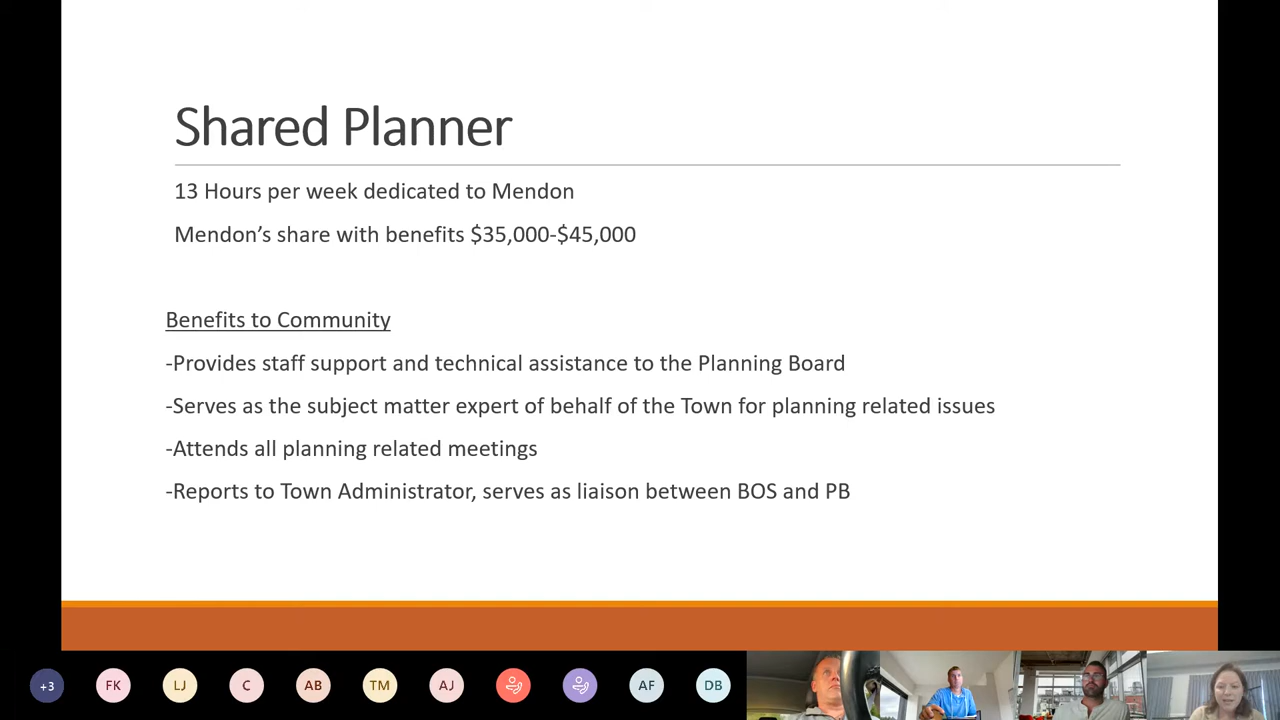 Shared Planner
13 Hours per week dedicated to Mendon
Mendon’s share with benefits $35,000-$45,000
Benefits to Community
-Provides staff support and technical assistance to the Planning Board
-Serves as the subject matter expert of behalf of the Town for planning related issues
-Attends all planning related meetings
-Reports to Town Administrator, serves as liaison between BOS and PB
+3 FK LJ C AB TM AJ AF DB